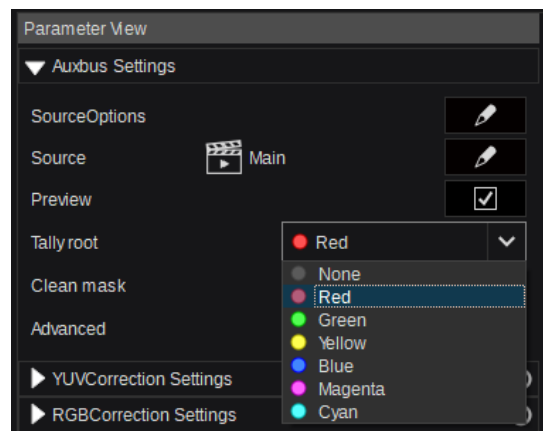 Parameter View
Auxbus Settings
SourceOptions
Source Main
Preview
Tally root Red
None
Clean mask
Red
Green
Advanced
Yellow
Blue
YUVCorrection Settings
Magenta
RGBCorrection Settings
Cyan